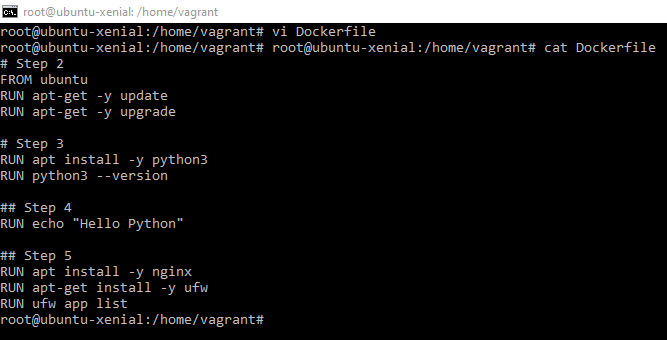 root@ubuntu-xenial: /home/vagrant
root@ubuntu-xenial:/home/vagrant# vi Dockerfile
root@ubuntu-xenial:/home/vagrant# root@ubuntu-xenial:/home/vagrant# cat Dockerfile
# Step 2
FROM ubuntu
RUN apt-get -y update
RUN apt-get -y upgrade

# Step 3
RUN apt install -y python3
RUN python3 --version

## Step 4
RUN echo "Hello Python"

## Step 5
RUN apt install -y nginx
RUN apt-get install -y ufw
RUN ufw app list
root@ubuntu-xenial:/home/vagrant#